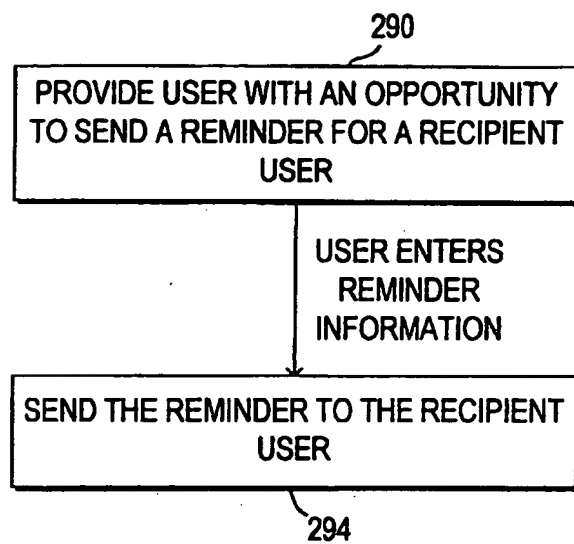 290
PROVIDE USER WITH AN OPPORTUNITY
TO SEND A REMINDER FOR A RECIPIENT
USER
USER ENTERS
REMINDER
INFORMATION
SEND THE REMINDER TO THE RECIPIENT
USER
294